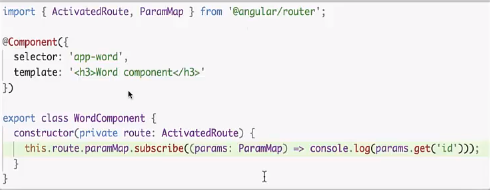 import { ActivatedRoute, ParamMap } from '@angular/router';
@Component({
  selector: 'app-word',
  template: '<h3>Word component</h3>'
})
export class WordComponent {
  constructor(private route: ActivatedRoute) {
    this.route.paramMap.subscribe((params: ParamMap) => console.log(params.get('id')));
  }
}